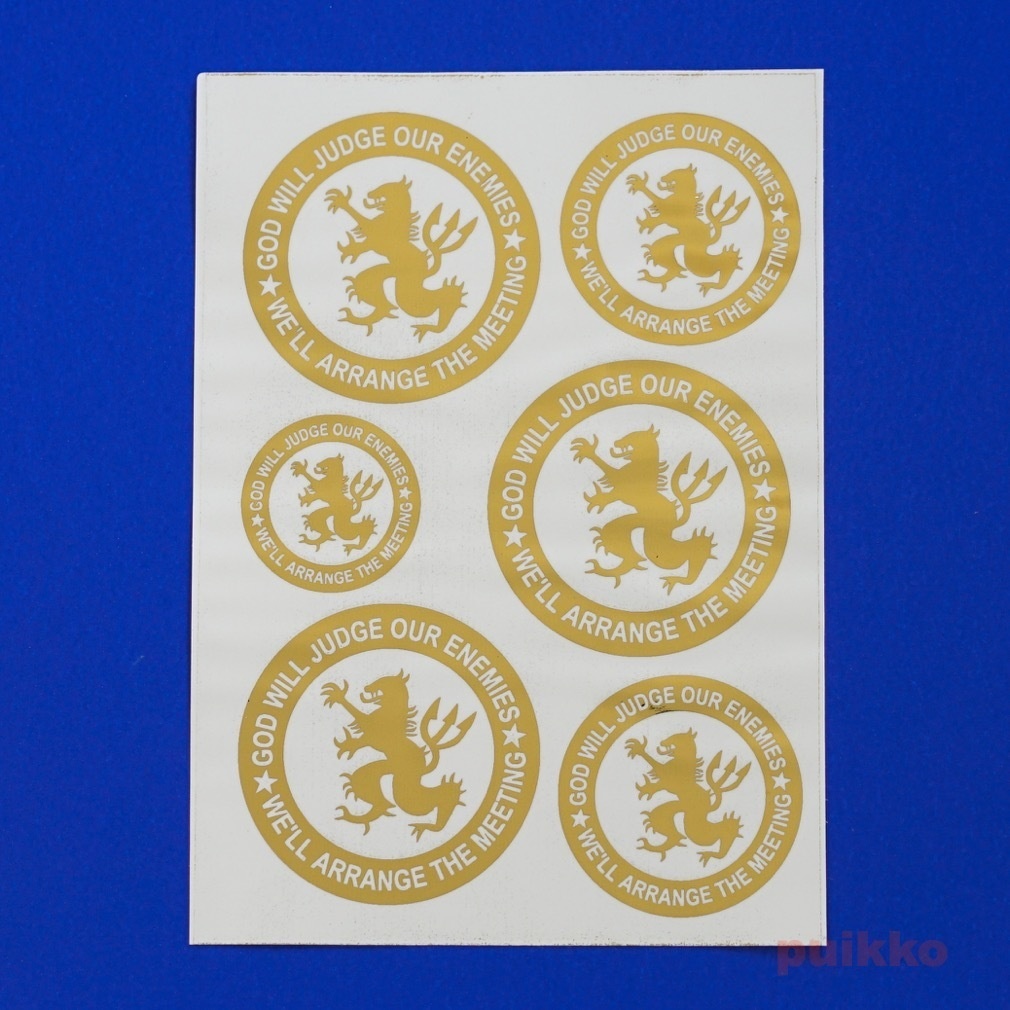 GOD WILL JUDGE OUR ENEMIES
★ WE'LL ARRANGE THE MEETING ★
GOD WILL JUDGE OUR ENEMIES
★ WE'LL ARRANGE THE MEETING ★
GOD WILL JUDGE OUR ENEMIES
★ WE'LL ARRANGE THE MEETING ★
GOD WILL JUDGE OUR ENEMIES
★ WE'LL ARRANGE THE MEETING ★
GOD WILL JUDGE OUR ENEMIES
★ WE'LL ARRANGE THE MEETING ★
GOD WILL JUDGE OUR ENEMIES
★ WE'LL ARRANGE THE MEETING ★
puikko